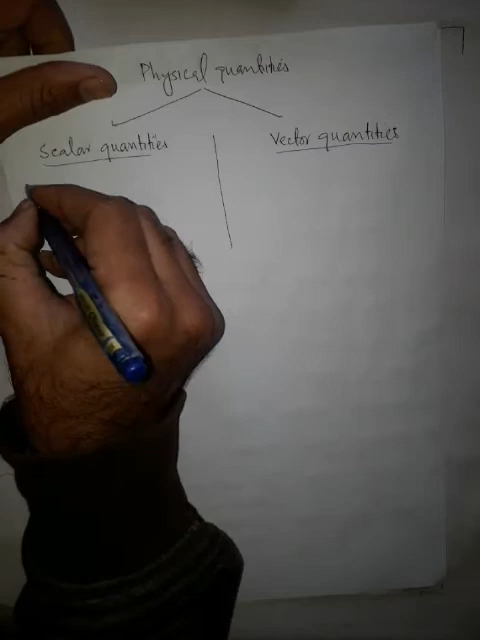 Physical quantities
Scalar quantities
Vector quantities